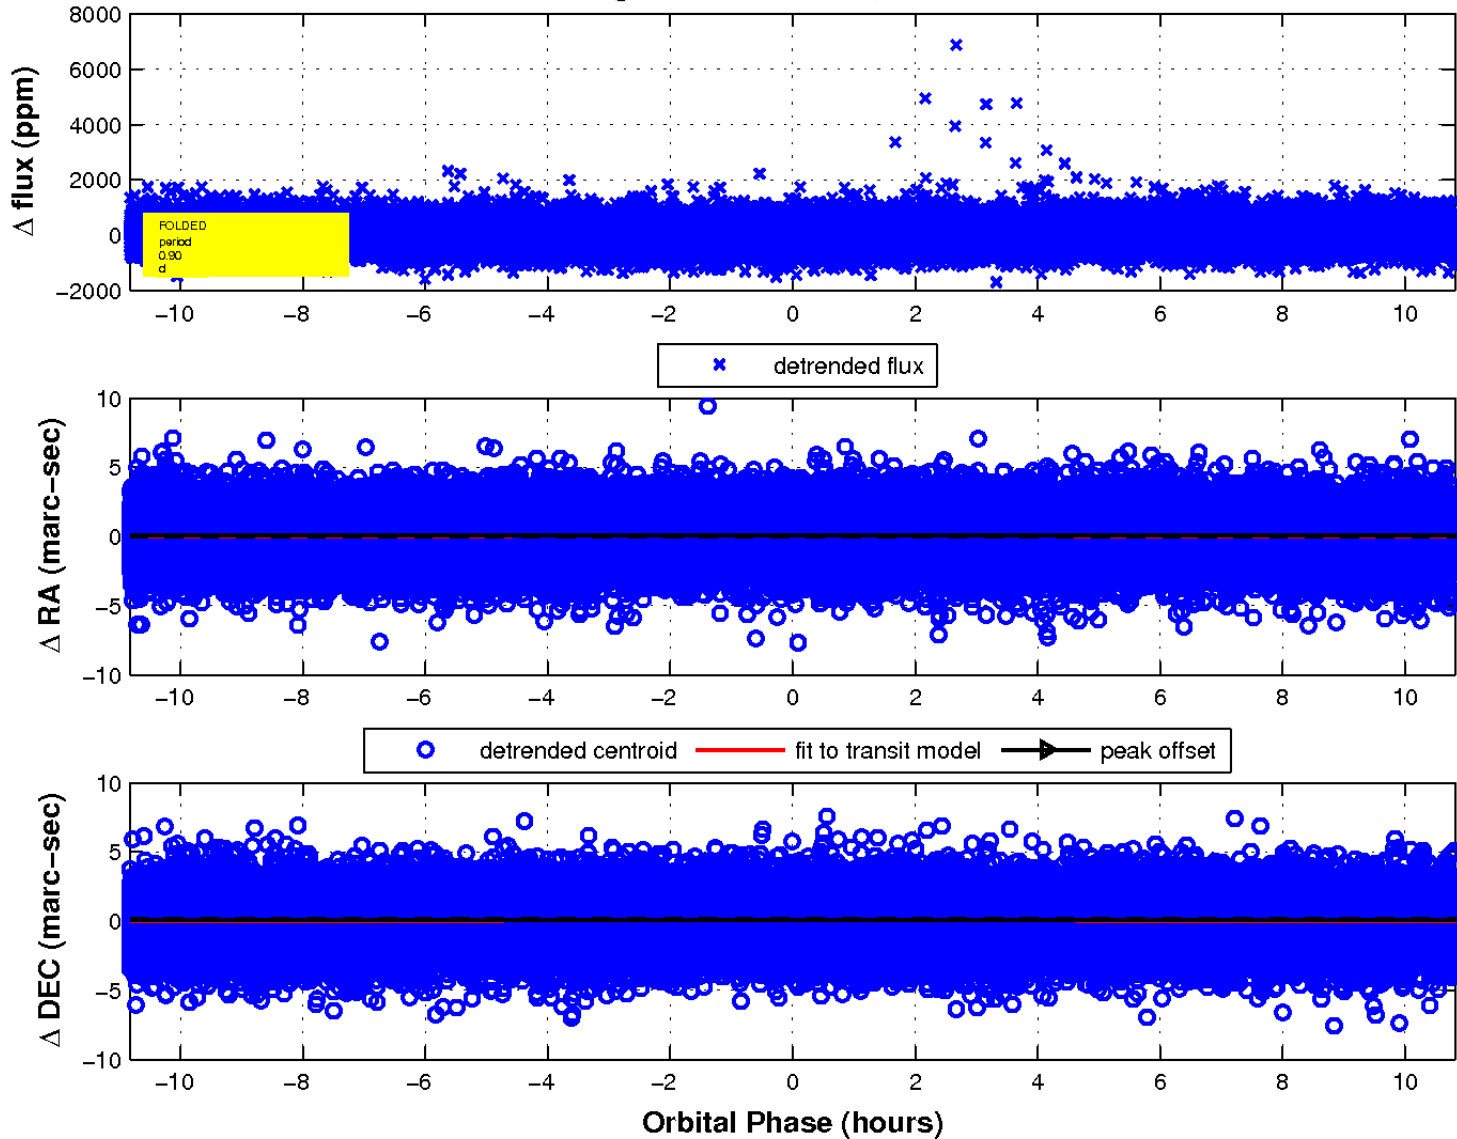 8000
6000
4000
2000
0
−2000
Δ flux (ppm)
FOLDED
period
0.90
d
−10 −8 −6 −4 −2 0 2 4 6 8 10
detrended flux
10
5
0
−5
−10
Δ RA (marc−sec)
−10 −8 −6 −4 −2 0 2 4 6 8 10
detrended centroid fit to transit model peak offset
10
5
0
−5
−10
Δ DEC (marc−sec)
−10 −8 −6 −4 −2 0 2 4 6 8 10
Orbital Phase (hours)